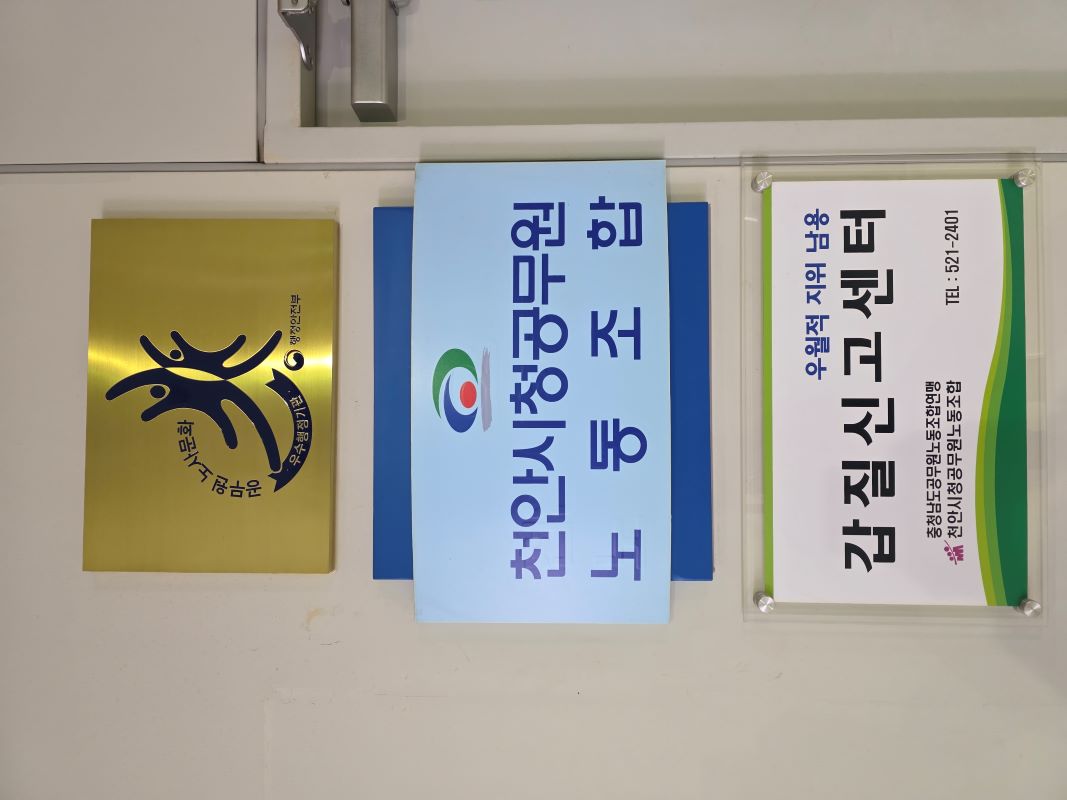 공무원 노사문화
우수행정기관
행정안전부
천안시청공무원
노동조합
우월적 지위 남용
갑질신고센터
충청남도공무원노동조합연맹
천안시청공무원노동조합
TEL : 521-2401